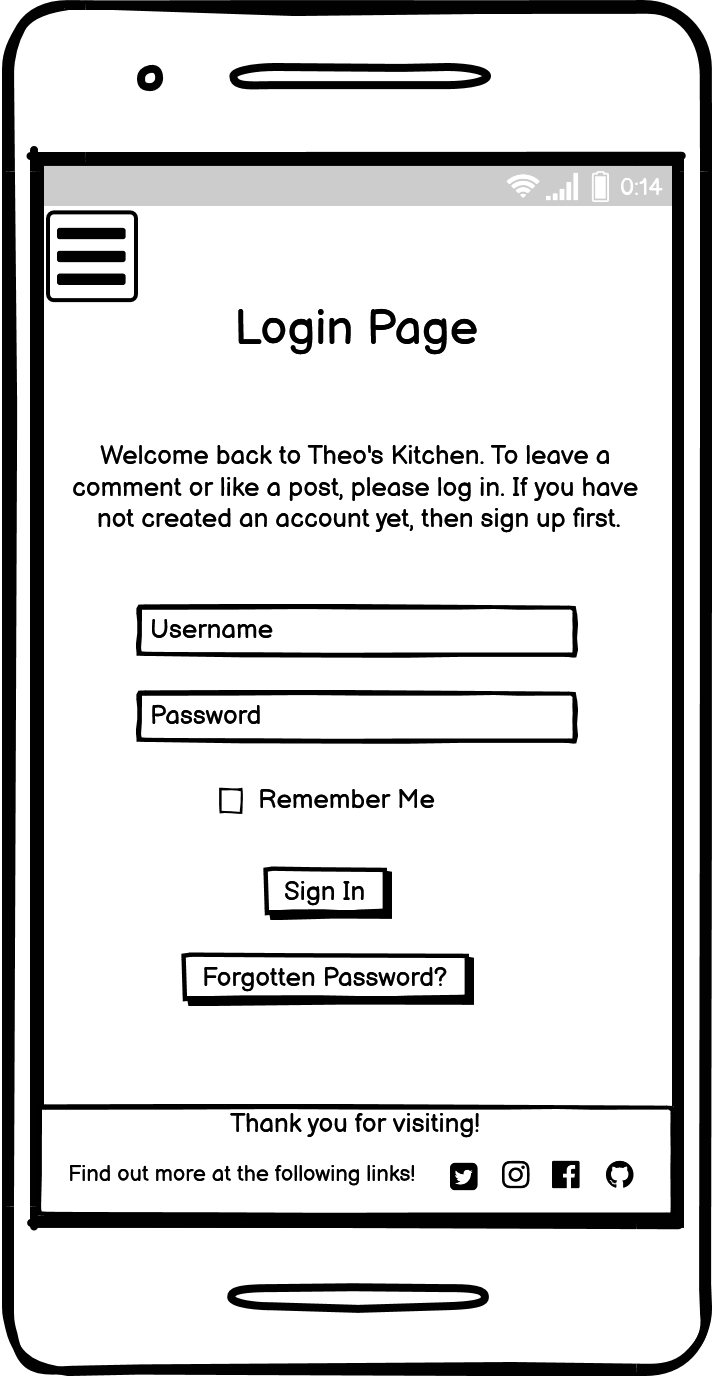 0:14
Login Page
Welcome back to Theo's Kitchen. To leave a
comment or like a post, please log in. If you have
not created an account yet, then sign up first.
Username
Password
Remember Me
Sign In
Forgotten Password?
Thank you for visiting!
Find out more at the following links!